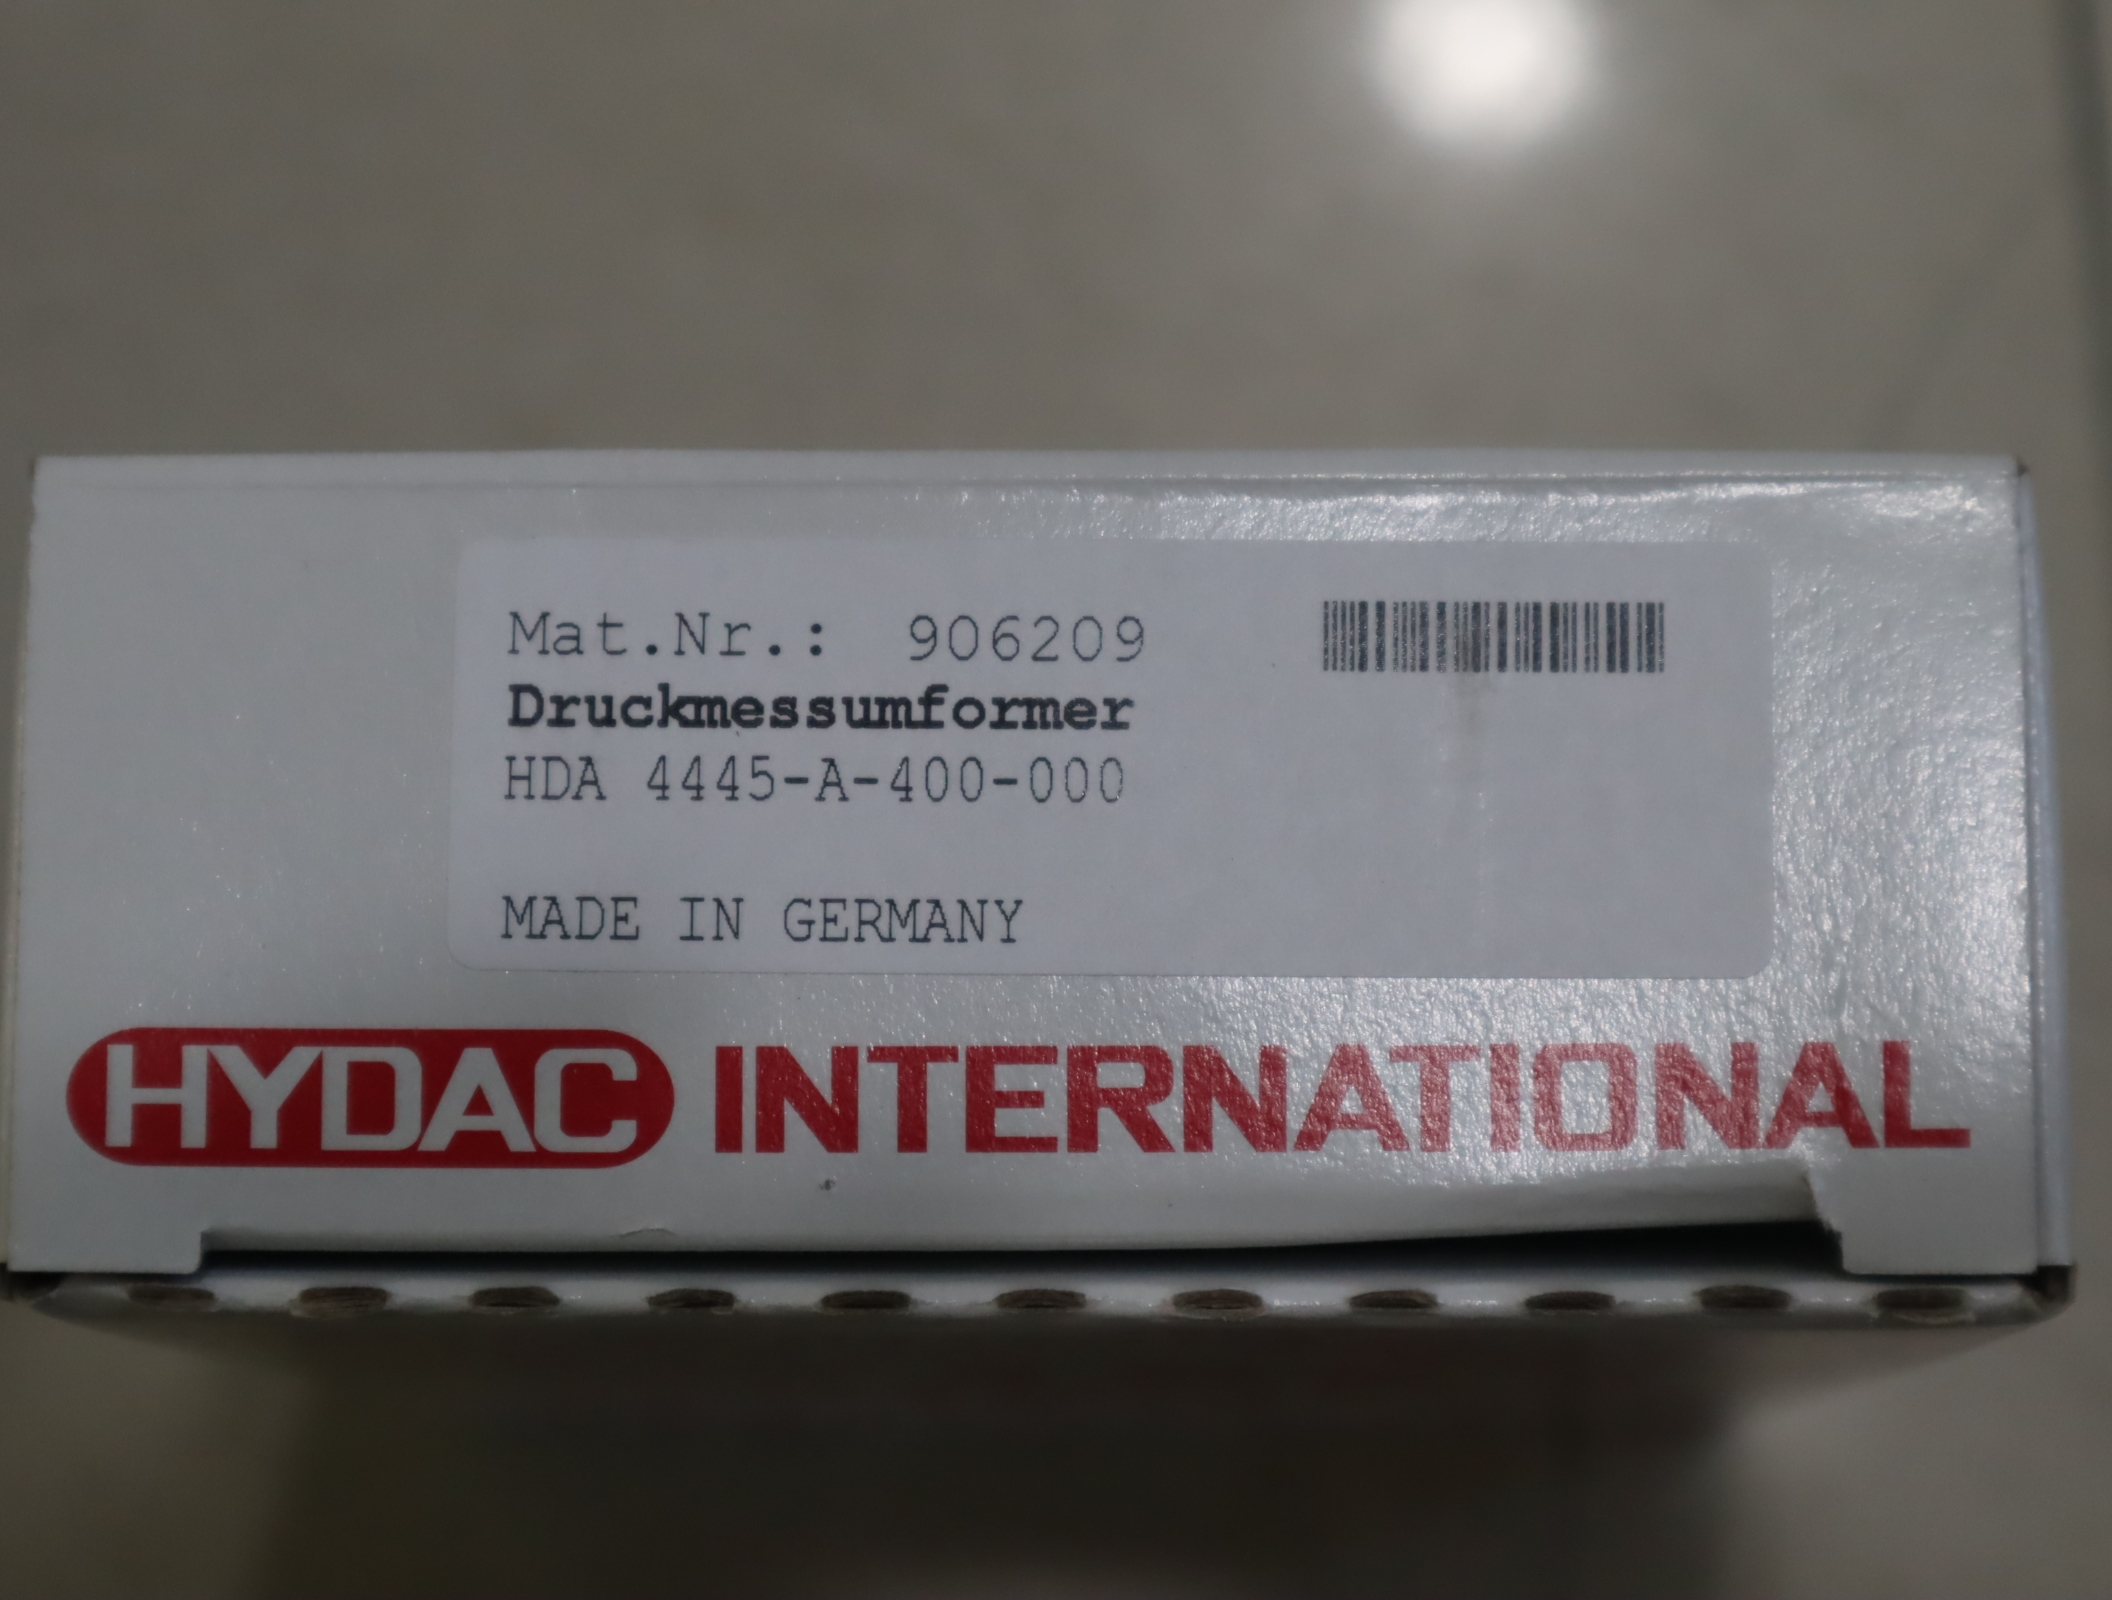 Mat.Nr.: 906209
Druckmessumformer
HDA 4445-A-400-000
MADE IN GERMANY
HYDAC INTERNATIONAL